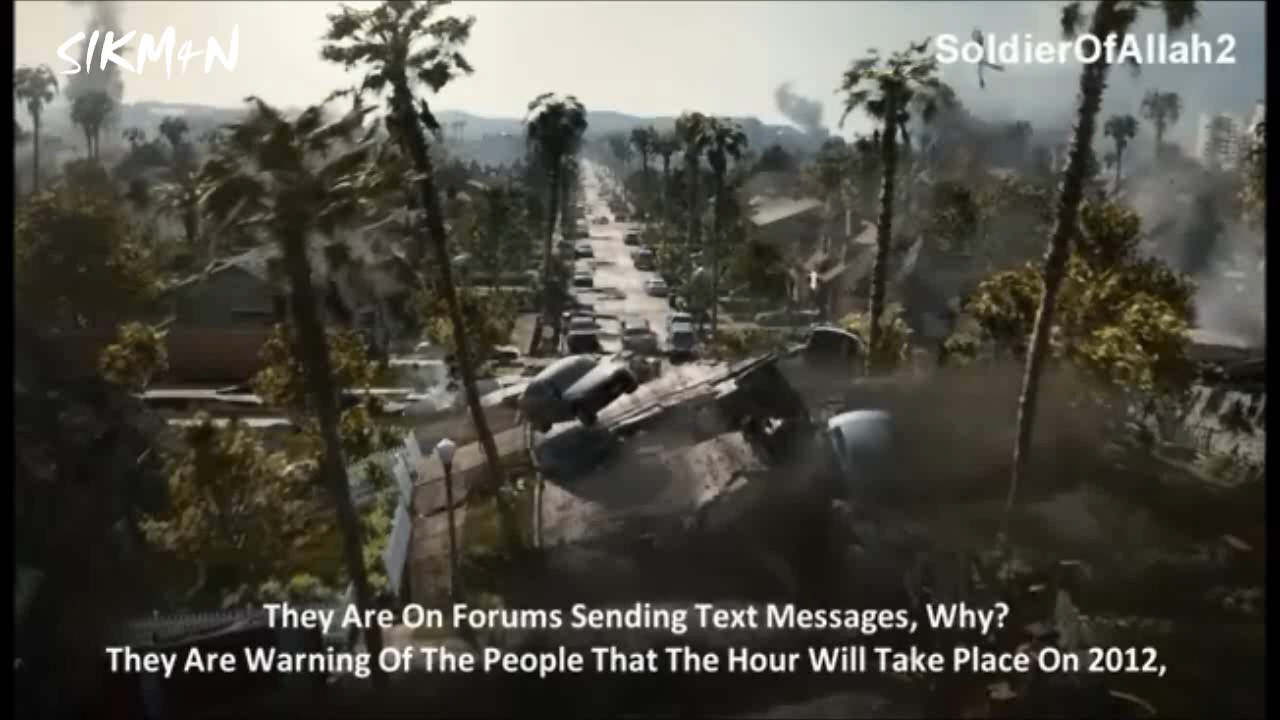 SIKM4N
SoldierOfAllah2
They Are On Forums Sending Text Messages, Why?
They Are Warning Of The People That The Hour Will Take Place On 2012,